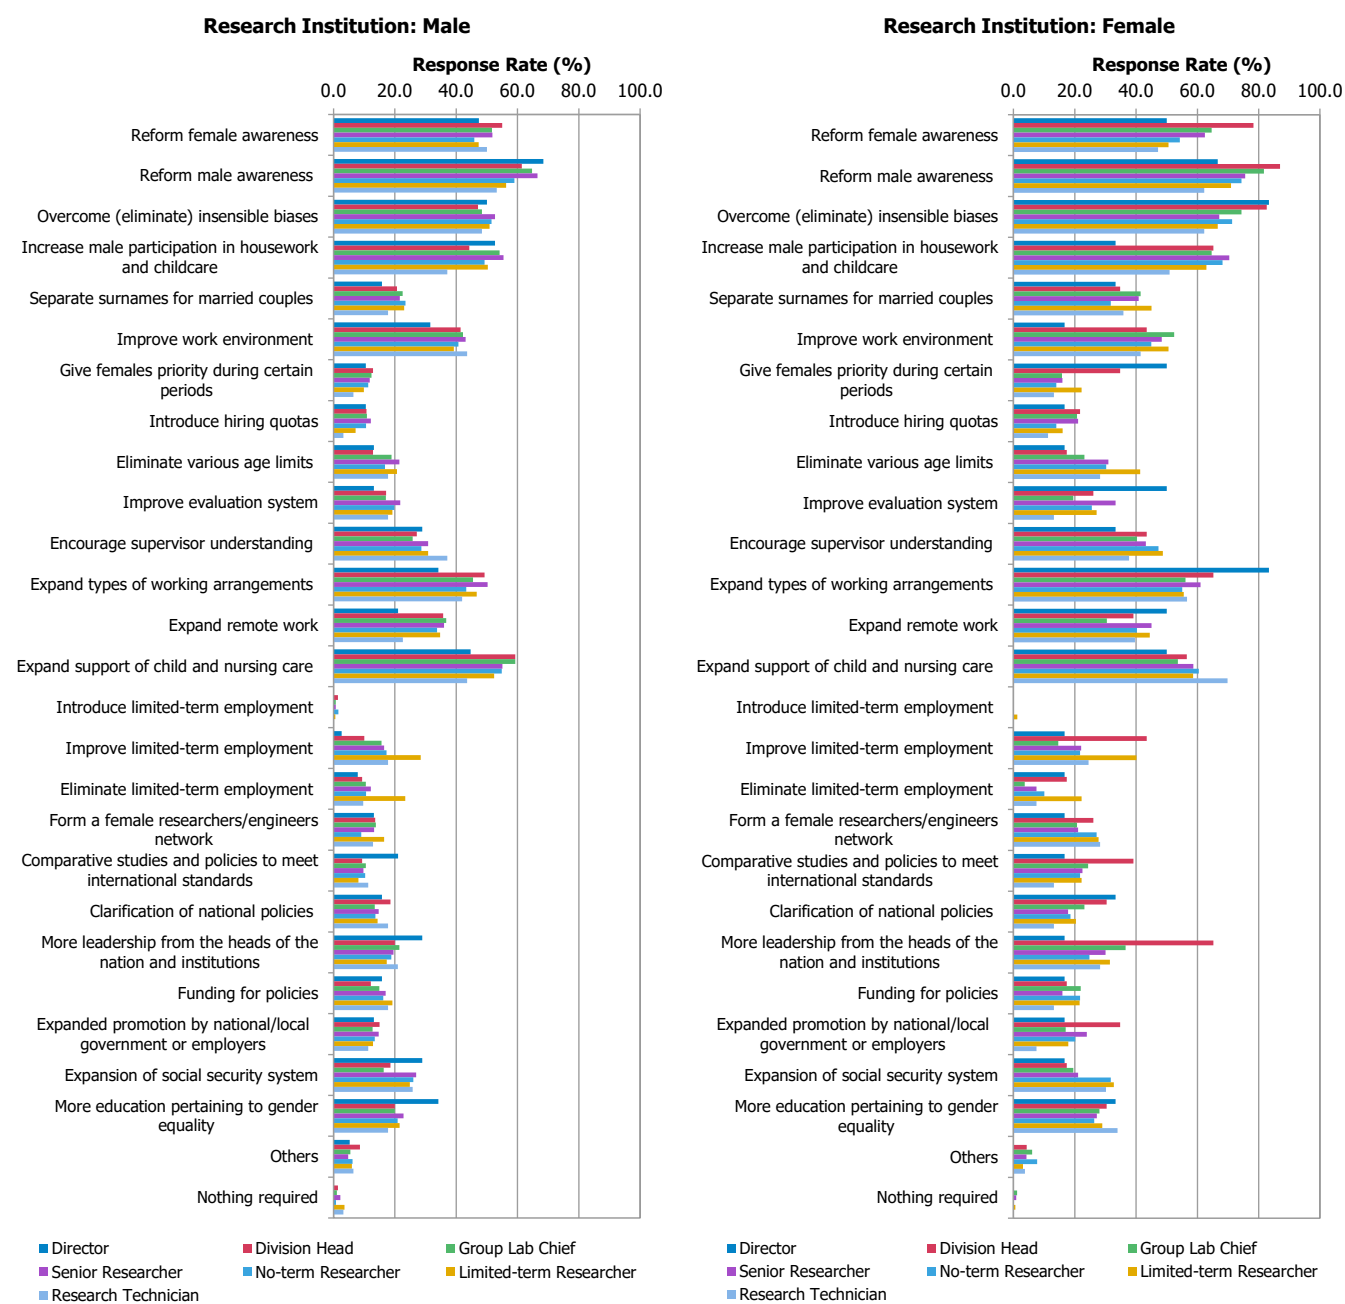 Research Institution: Male
Response Rate (%)
0.0 20.0 40.0 60.0 80.0 100.0
Reform female awareness
Reform male awareness
Overcome (eliminate) insensible biases
Increase male participation in housework
and childcare
Separate surnames for married couples
Improve work environment
Give females priority during certain
periods
Introduce hiring quotas
Eliminate various age limits
Improve evaluation system
Encourage supervisor understanding
Expand types of working arrangements
Expand remote work
Expand support of child and nursing care
Introduce limited-term employment
Improve limited-term employment
Eliminate limited-term employment
Form a female researchers/engineers
network
Comparative studies and policies to meet
international standards
Clarification of national policies
More leadership from the heads of the
nation and institutions
Funding for policies
Expanded promotion by national/local
government or employers
Expansion of social security system
More education pertaining to gender
equality
Others
Nothing required
Director Division Head Group Lab Chief
Senior Researcher No-term Researcher Limited-term Researcher
Research Technician
Research Institution: Female
Response Rate (%)
0.0 20.0 40.0 60.0 80.0 100.0
Reform female awareness
Reform male awareness
Overcome (eliminate) insensible biases
Increase male participation in housework
and childcare
Separate surnames for married couples
Improve work environment
Give females priority during certain
periods
Introduce hiring quotas
Eliminate various age limits
Improve evaluation system
Encourage supervisor understanding
Expand types of working arrangements
Expand remote work
Expand support of child and nursing care
Introduce limited-term employment
Improve limited-term employment
Eliminate limited-term employment
Form a female researchers/engineers
network
Comparative studies and policies to meet
international standards
Clarification of national policies
More leadership from the heads of the
nation and institutions
Funding for policies
Expanded promotion by national/local
government or employers
Expansion of social security system
More education pertaining to gender
equality
Others
Nothing required
Director Division Head Group Lab Chief
Senior Researcher No-term Researcher Limited-term Researcher
Research Technician